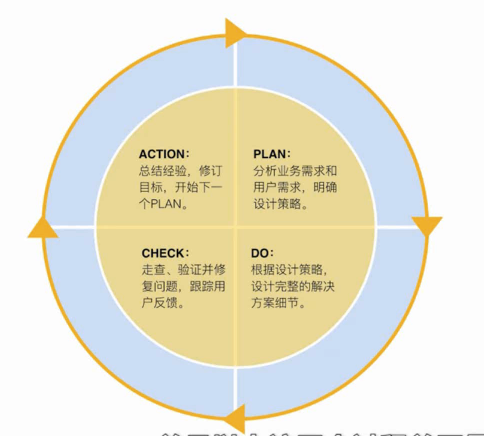 ACTION：
总结经验，修订
目标，开始下一
个PLAN。
PLAN：
分析业务需求和
用户需求，明确
设计策略。
CHECK：
走查、验证并修
复问题，跟踪用
户反馈。
DO：
根据设计策略，
设计完整的解决
方案细节。